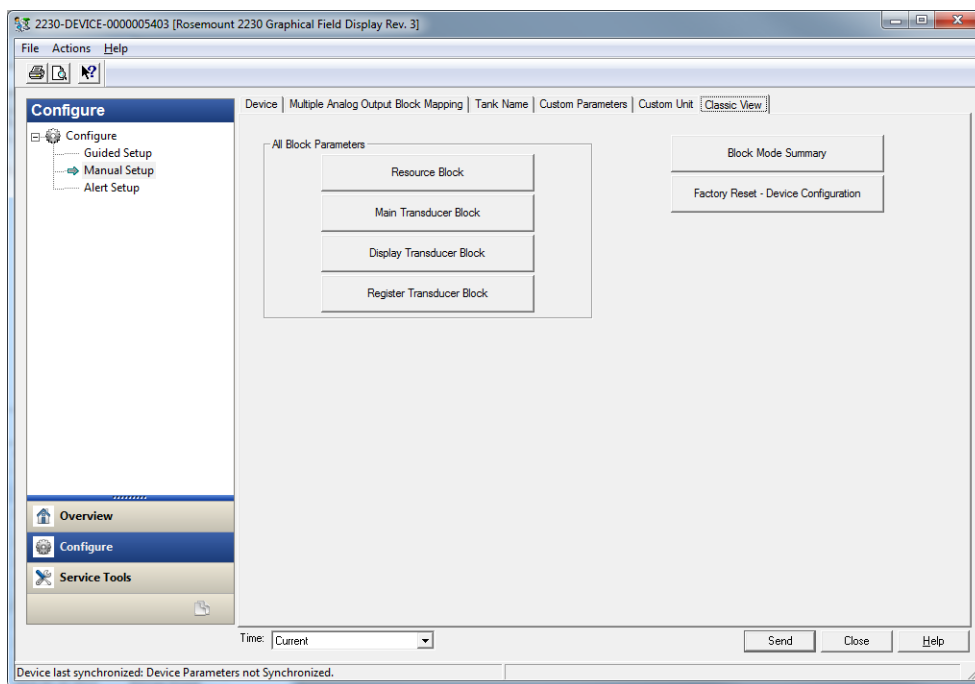 2230-DEVICE-0000005403 [Rosemount 2230 Graphical Field Display Rev. 3]
File Actions Help
Configure
Configure
Guided Setup
Manual Setup
Alert Setup
Overview
Configure
Service Tools
Device Multiple Analog Output Block Mapping Tank Name Custom Parameters Custom Unit Classic View
All Block Parameters
Resource Block
Main Transducer Block
Display Transducer Block
Register Transducer Block
Block Mode Summary
Factory Reset - Device Configuration
Time: Current
Send Close Help
Device last synchronized: Device Parameters not Synchronized.